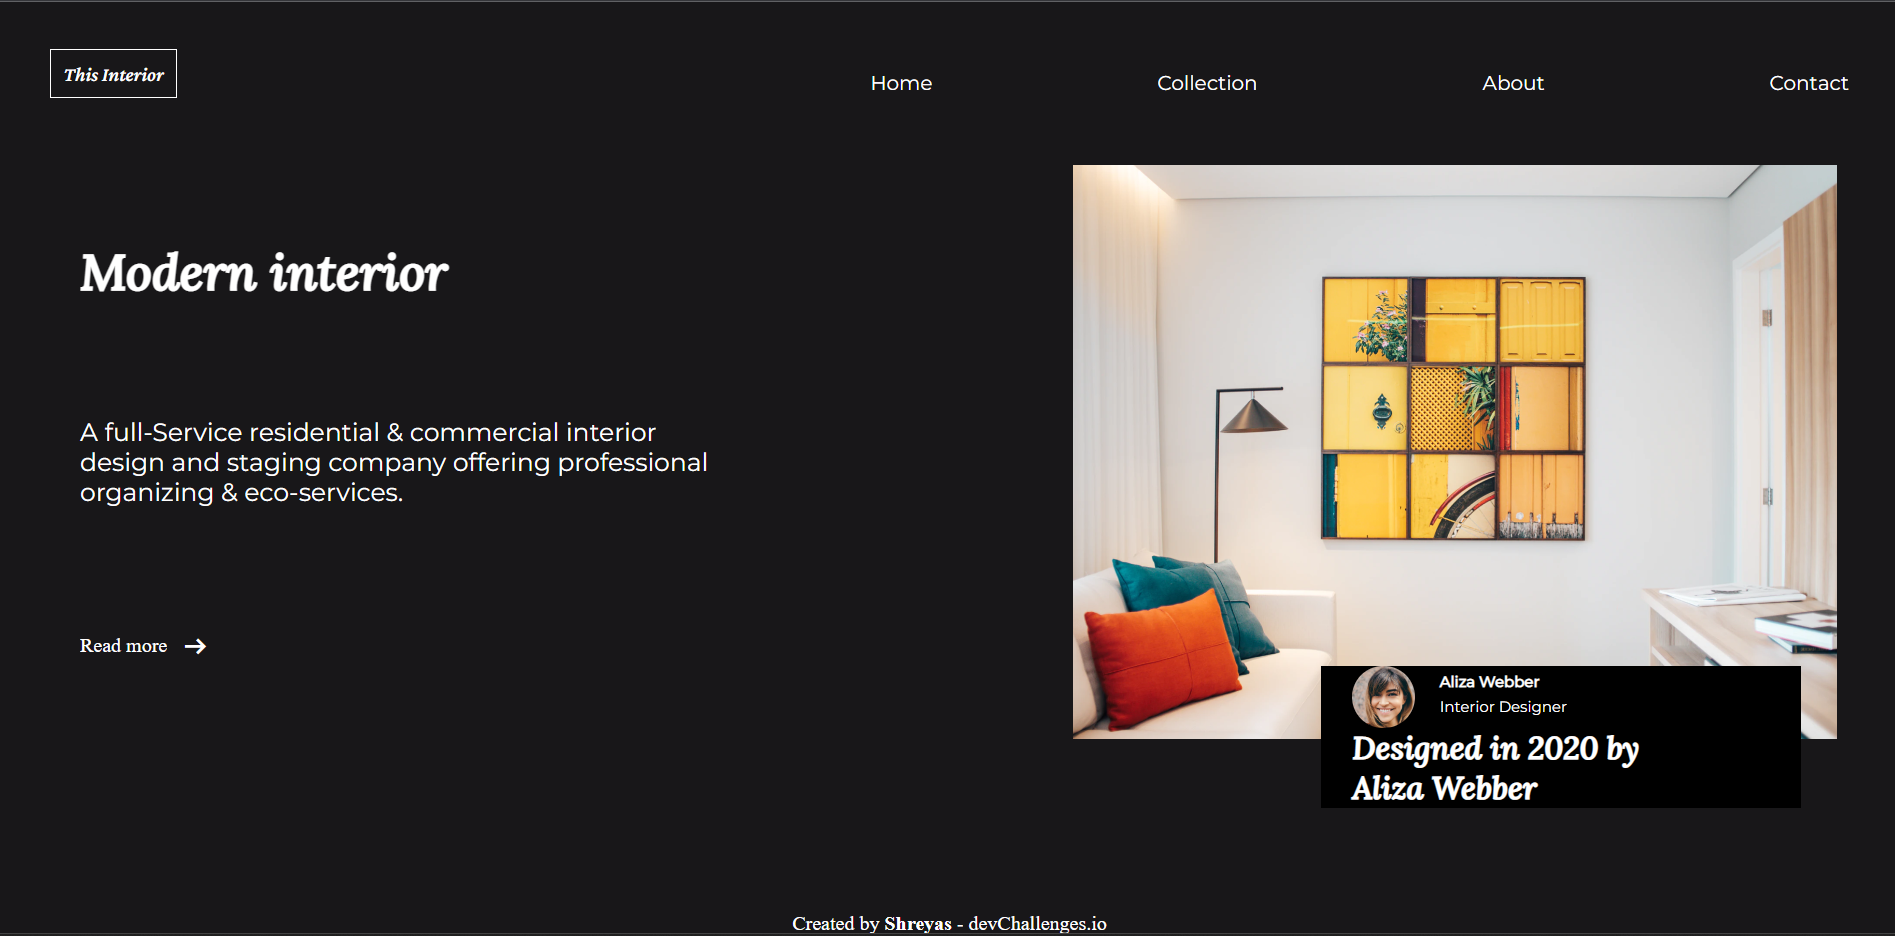 This Interior
Home
Collection
About
Contact
Modern interior
A full-Service residential & commercial interior
design and staging company offering professional
organizing & eco-services.
Read more
Aliza Webber
Interior Designer
Designed in 2020 by
Aliza Webber
Created by Shreyas - devChallenges.io